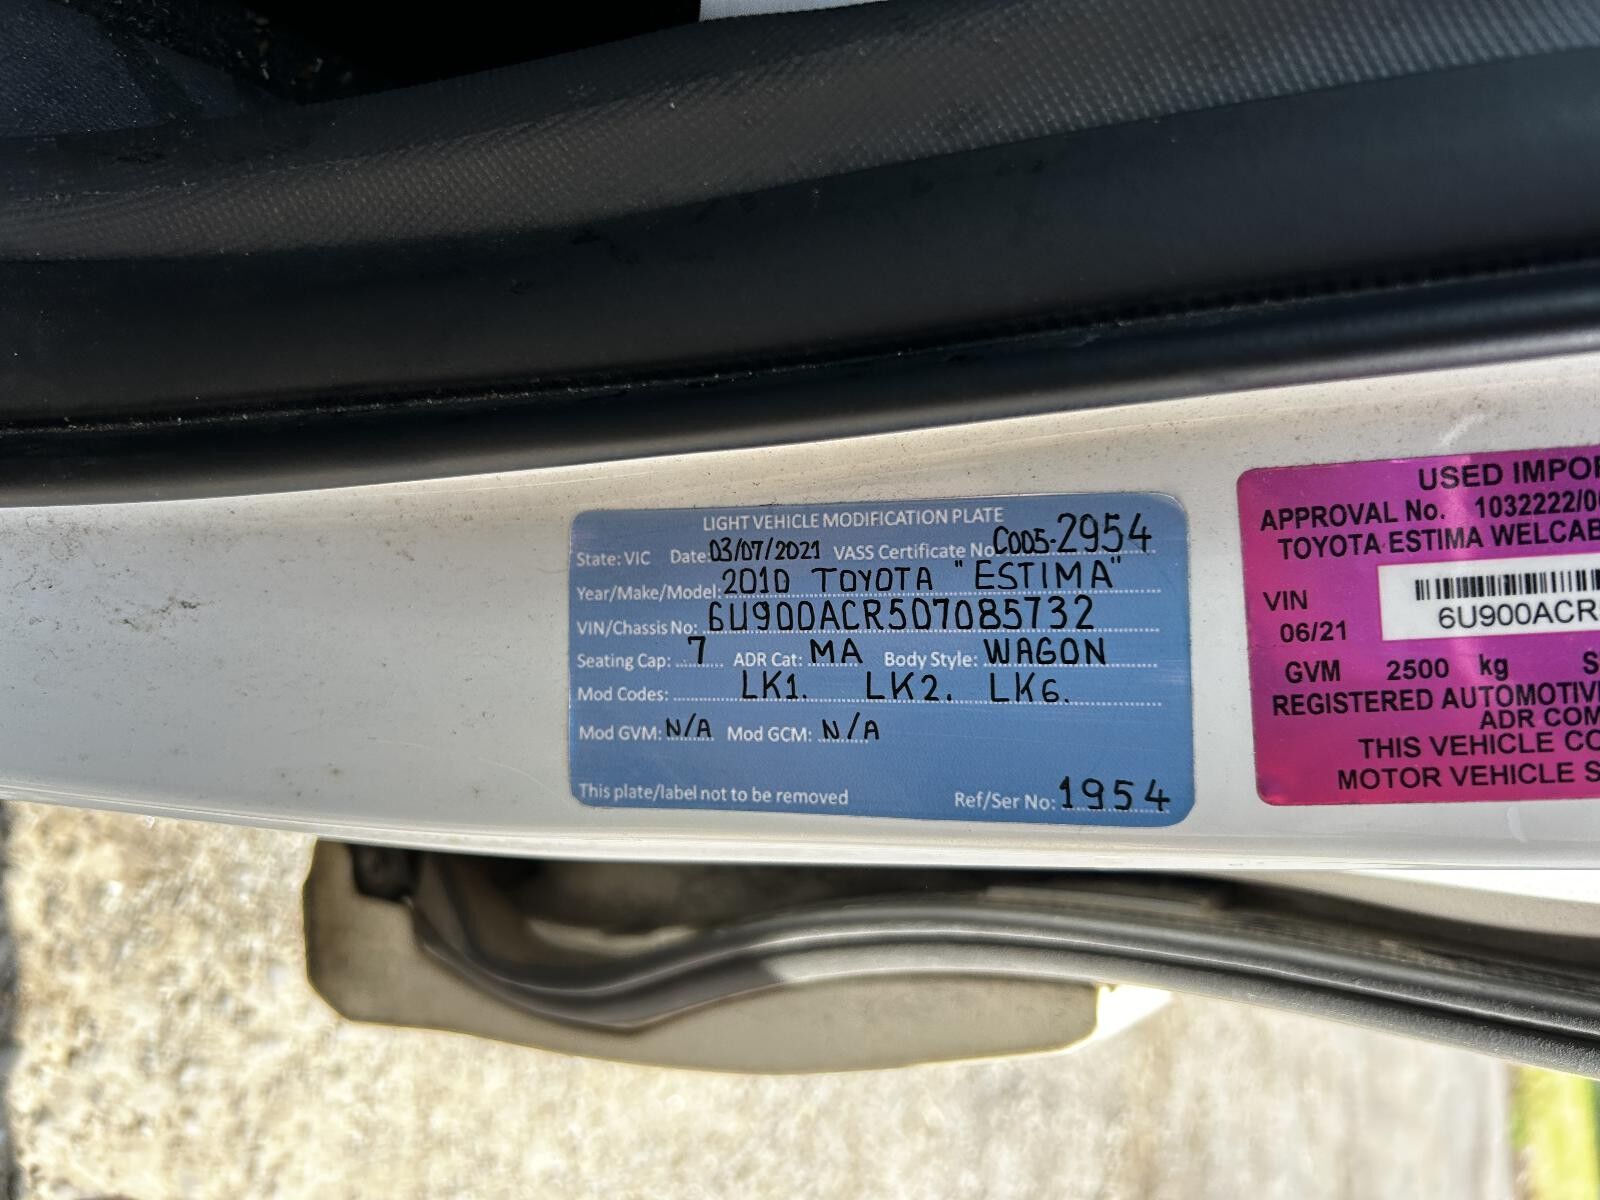 LIGHT VEHICLE MODIFICATION PLATE
State: VIC Date: 03/07/2021 VASS Certificate No: C005-2954
Year/Make/Model: 2010 TOYOTA "ESTIMA"
VIN/Chassis No: 6U900ACR507085732
Seating Cap: 7 ADR Cat: MA Body Style: WAGON
Mod Codes: LK1. LK2. LK6.
Mod GVM: N/A Mod GCM: N/A
This plate/label not to be removed Ref/Ser No: 1954
USED IMPO
APPROVAL No. 1032222/0
TOYOTA ESTIMA WELCAB
VIN 6U900ACR
06/21
GVM 2500 kg S
REGISTERED AUTOMOTIV
ADR COM
THIS VEHICLE CO
MOTOR VEHICLE S